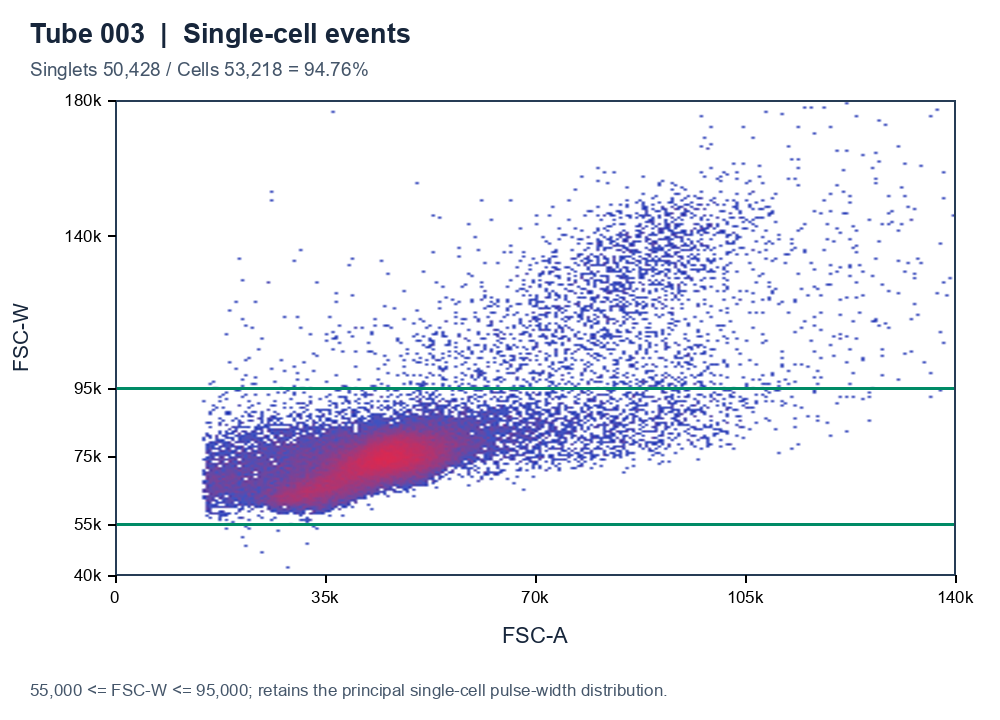 Tube 003 | Single-cell events
Singlets 50,428 / Cells 53,218 = 94.76%
180k
140k
95k
75k
55k
40k
FSC-W
0 35k 70k 105k 140k
FSC-A
55,000 <= FSC-W <= 95,000; retains the principal single-cell pulse-width distribution.